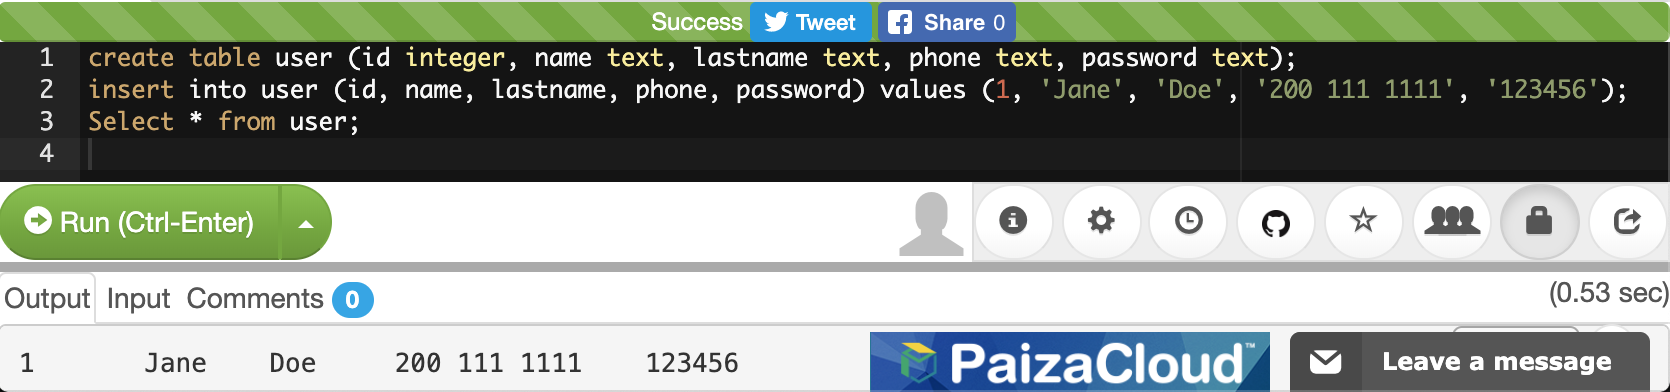 Success Tweet Share 0
1 create table user (id integer, name text, lastname text, phone text, password text);
2 insert into user (id, name, lastname, phone, password) values (1, 'Jane', 'Doe', '200 111 1111', '123456');
3 Select * from user;
4
Run (Ctrl-Enter)
Output Input Comments 0 (0.53 sec)
1 Jane Doe 200 111 1111 123456 PaizaCloud™ Leave a message